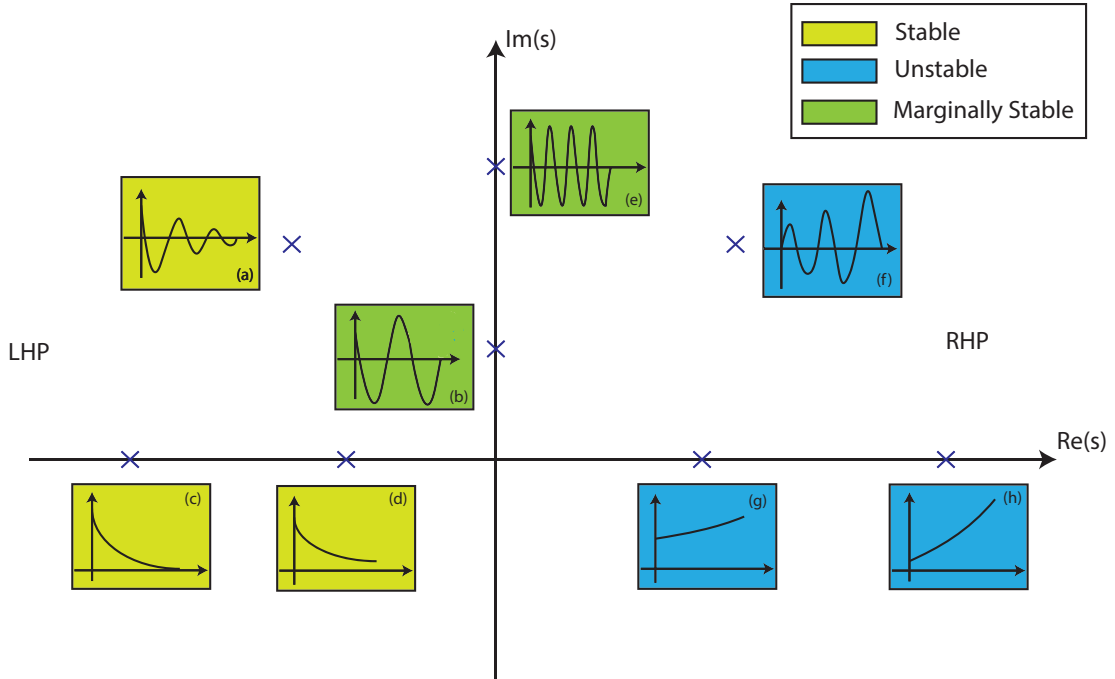 Im(s)
Stable
Unstable
Marginally Stable
(e)
(a)
(f)
LHP
RHP
(b)
Re(s)
(c)
(d)
(g)
(h)